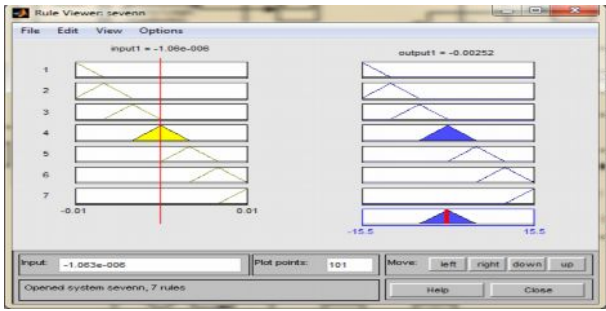 Rule Viewer: sevenn
File Edit View Options
input1 = -1.06e-006
output1 = -0.00252
1
2
3
4
5
6
7
-0.01 0.01
-15.5 15.5
Input: -1.063e-006 Plot points: 101 Move: left right down up
Opened system sevenn, 7 rules Help Close